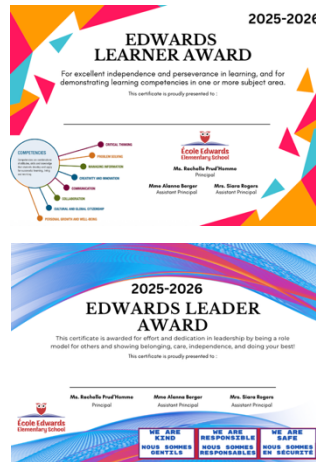 2025-2026
EDWARDS
LEARNER AWARD
For excellent independence and perseverance in learning, and for
demonstrating learning competencies in one or more subject area.
This certificate is proudly presented to :
COMPETENCIES
CRITICAL THINKING
PROBLEM SOLVING
MANAGING INFORMATION
CREATIVITY AND INNOVATION
COMMUNICATION
COLLABORATION
CULTURAL AND GLOBAL CITIZENSHIP
PERSONAL GROWTH AND WELL-BEING
École Edwards
Elementary School
Ms. Rachelle Prud'Homme
Principal
Mme Alanna Berger
Assistant Principal
Mrs. Siara Rogers
Assistant Principal
2025-2026
EDWARDS LEADER
AWARD
This certificate is awarded for effort and dedication in leadership by being a role
model for others and showing belonging, care, independence, and doing your best!
This certificate is proudly presented to :
Ms. Rachelle Prud'Homme
Principal
Mme Alanna Berger
Assistant Principal
Mrs. Siara Rogers
Assistant Principal
École Edwards
Elementary School
WE ARE
KIND
NOUS SOMMES
GENTILS
WE ARE
RESPONSIBLE
NOUS SOMMES
RESPONSABLES
WE ARE
SAFE
NOUS SOMMES
EN SÉCURITÉ